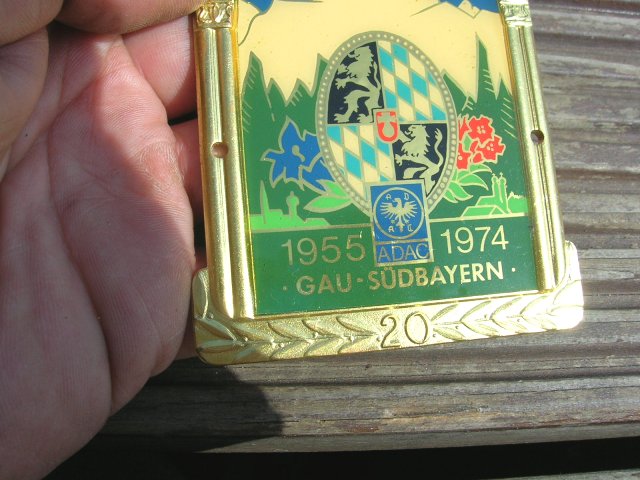 A D
A C
1955 ADAC 1974
· GAU-SÜDBAYERN ·
20